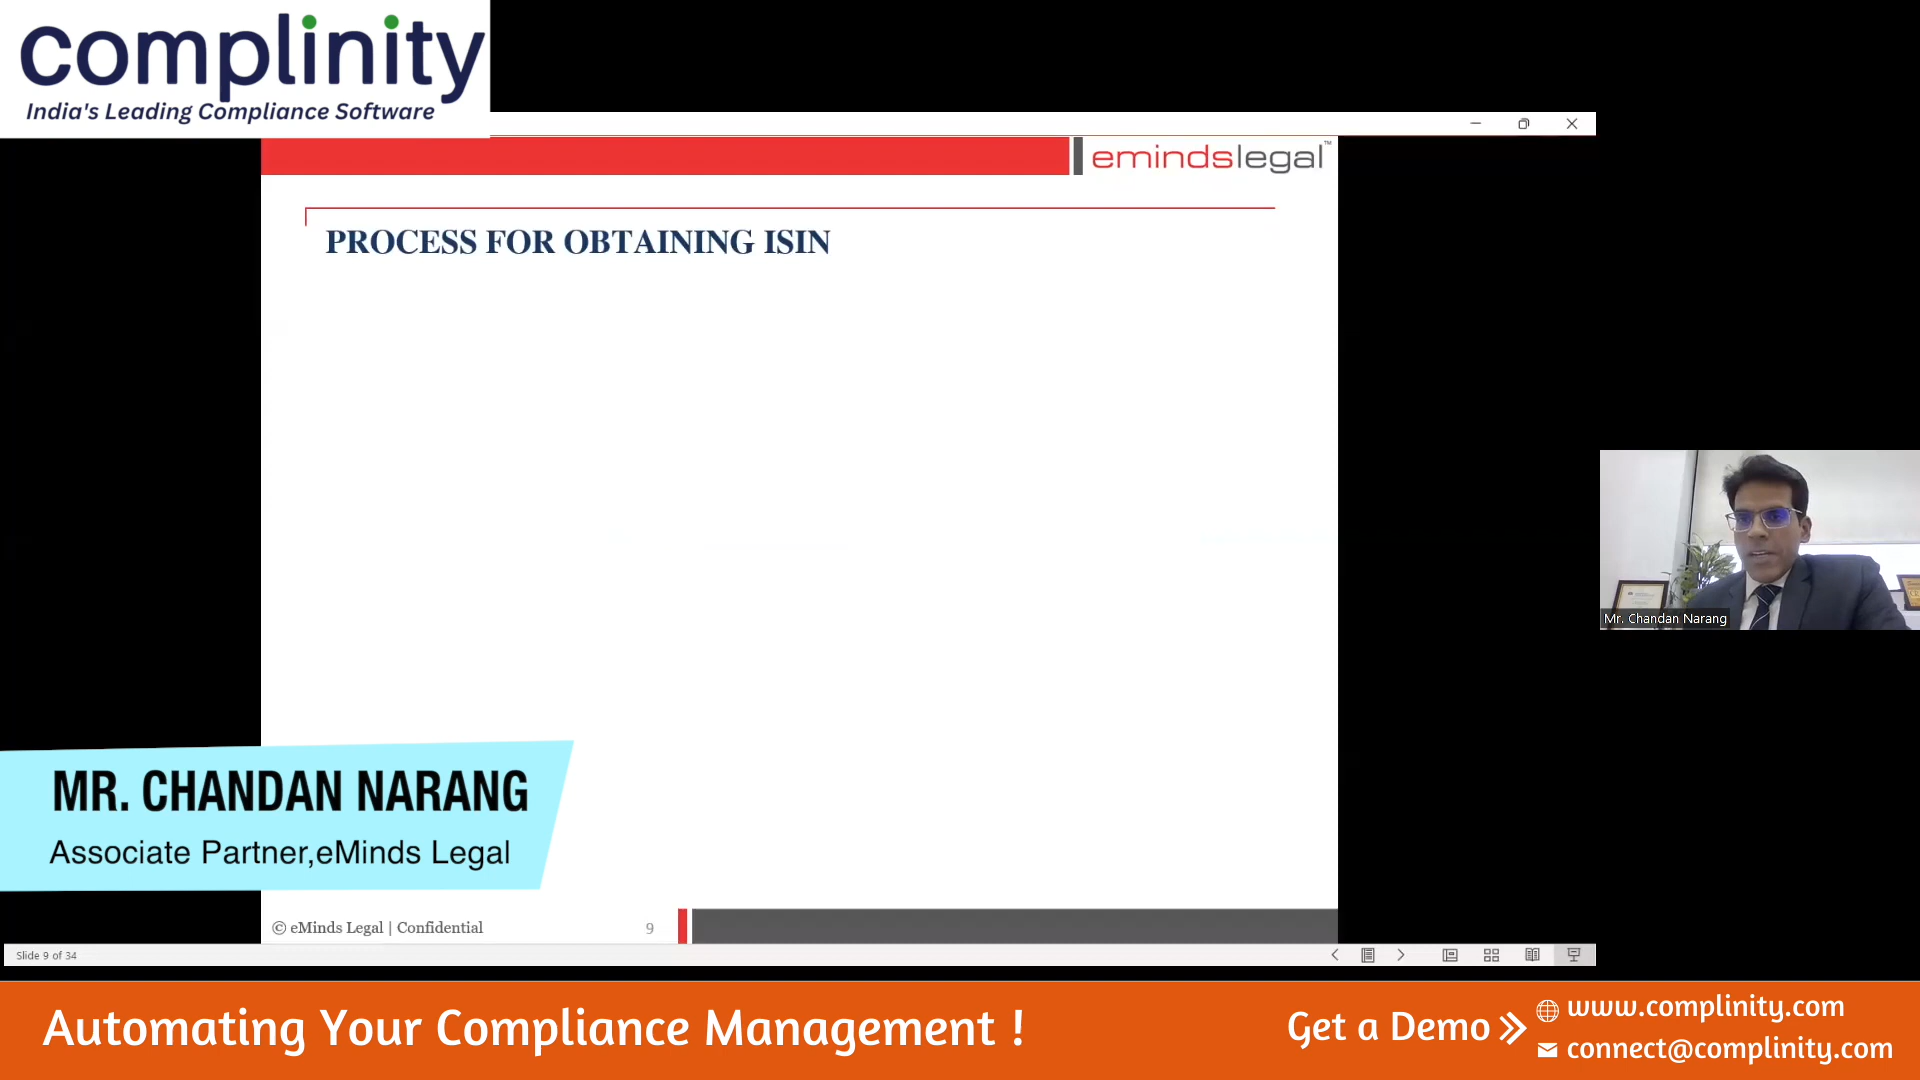 complinity
India's Leading Compliance Software
emindslegal™
PROCESS FOR OBTAINING ISIN
Mr. Chandan Narang
MR. CHANDAN NARANG
Associate Partner,eMinds Legal
© eMinds Legal | Confidential
9
Slide 9 of 34
Automating Your Compliance Management !
Get a Demo
www.complinity.com
connect@complinity.com